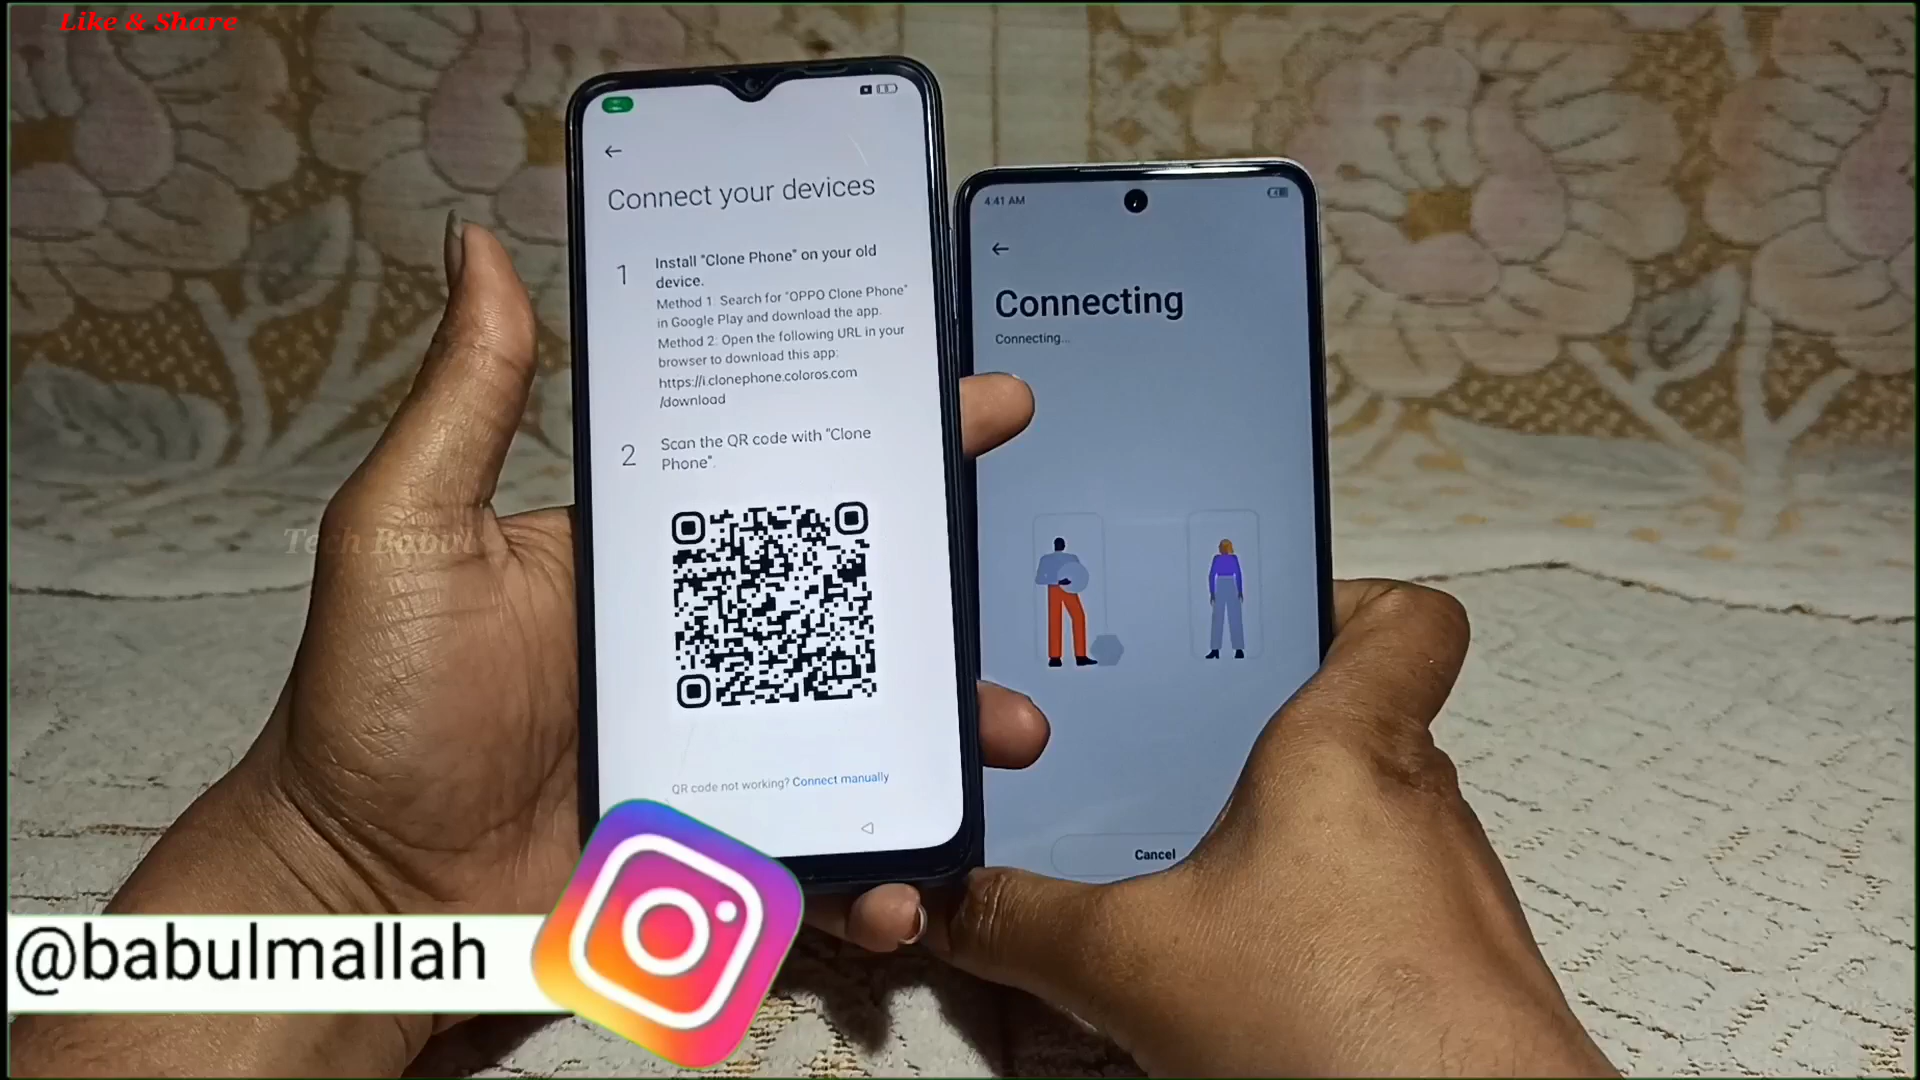 Like & Share
Connect your devices
1
Install "Clone Phone" on your old
device.
Method 1: Search for "OPPO Clone Phone"
in Google Play and download the app.
Method 2: Open the following URL in your
browser to download this app:
https://i.clonephone.coloros.com
/download
2
Scan the QR code with "Clone
Phone".
QR code not working? Connect manually
4:41 AM
Connecting
Connecting...
Cancel
Tech Babul
@babulmallah